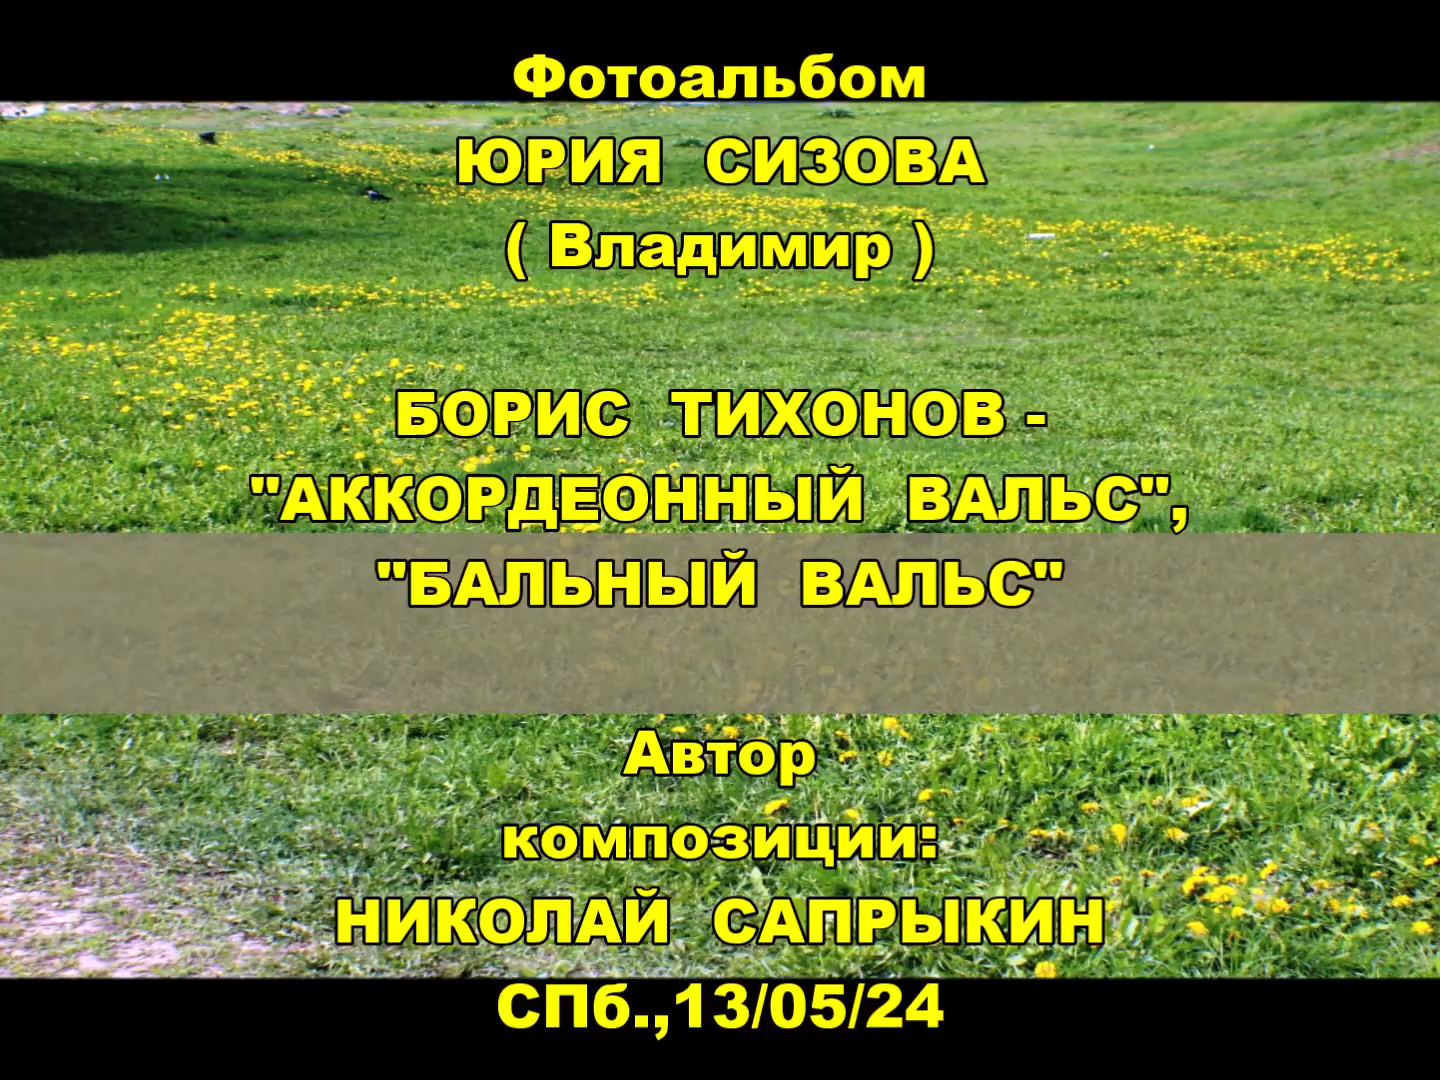 Фотоальбом
ЮРИЯ СИЗОВА
( Владимир )
БОРИС ТИХОНОВ -
"АККОРДЕОННЫЙ ВАЛЬС",
"БАЛЬНЫЙ ВАЛЬС"
Автор
композиции:
НИКОЛАЙ САПРЫКИН
СПб.,13/05/24